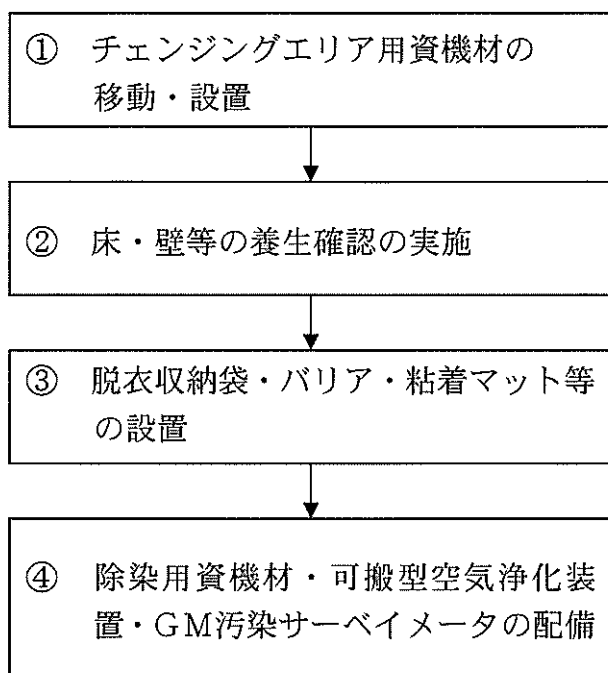 ① チェンジングエリア用資機材の
移動・設置
② 床・壁等の養生確認の実施
③ 脱衣収納袋・バリア・粘着マット等
の設置
④ 除染用資機材・可搬型空気浄化装
置・GM汚染サーベイメータの配備